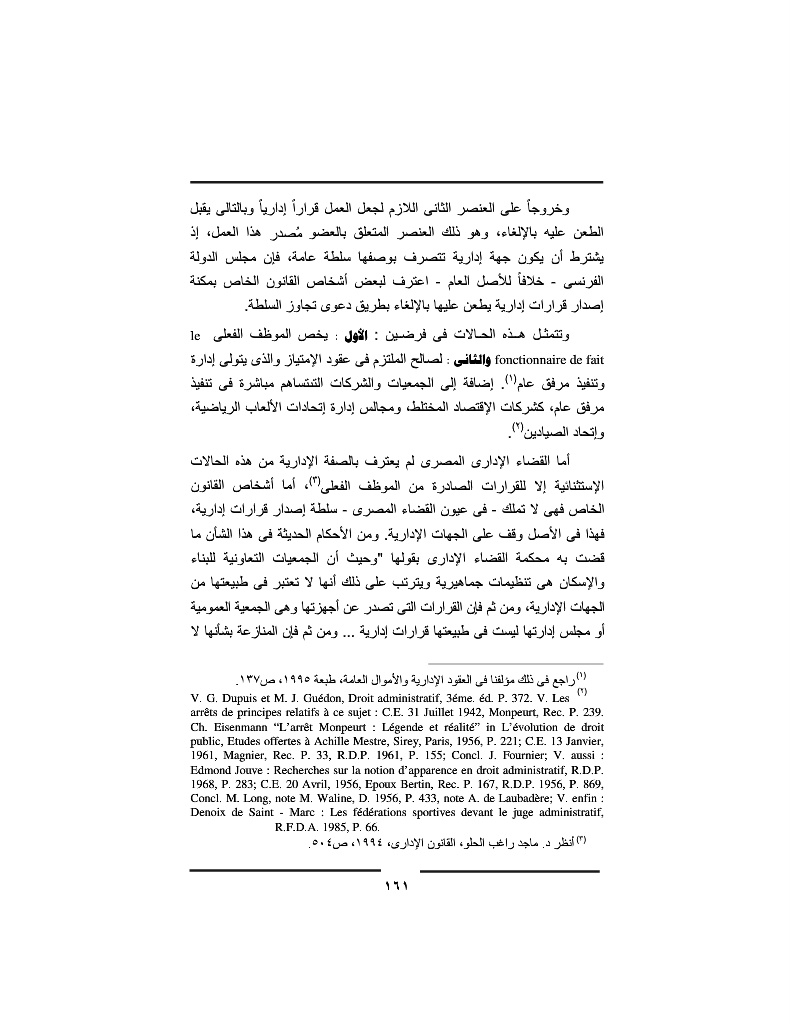 وخروجاً على العنصر الثانى اللازم لجعل العمل قراراً إدارياً وبالتالى يقبل
الطعن عليه بالإلغاء، وهو ذلك العنصر المتعلق بالعضو مُصدر هذا العمل، إذ
يشترط أن يكون جهة إدارية تتصرف بوصفها سلطة عامة، فإن مجلس الدولة
الفرنسى - خلافاً للأصل العام - اعترف لبعض أشخاص القانون الخاص بمكنة
إصدار قرارات إدارية يطعن عليها بالإلغاء بطريق دعوى تجاوز السلطة.
وتتمثـل هــذه الحـالات فى فرضـين : الأول : يخص الموظف الفعلى le
fonctionnaire de fait والثانى : لصالح الملتزم فى عقود الإمتياز والذى يتولى إدارة
وتنفيذ مرفق عام(١). إضافة إلى الجمعيات والشركات التىتساهم مباشرة فى تنفيذ
مرفق عام، كشركات الإقتصاد المختلط، ومجالس إدارة إتحادات الألعاب الرياضية،
وإتحاد الصيادين(٢).
أما القضاء الإدارى المصرى لم يعترف بالصفة الإدارية من هذه الحالات
الإستثنائية إلا للقرارات الصادرة من الموظف الفعلى(٣)، أما أشخاص القانون
الخاص فهى لا تملك - فى عيون القضاء المصرى - سلطة إصدار قرارات إدارية،
فهذا فى الأصل وقف على الجهات الإدارية. ومن الأحكام الحديثة فى هذا الشأن ما
قضت به محكمة القضاء الإدارى بقولها "وحيث أن الجمعيات التعاونية للبناء
والإسكان هى تنظيمات جماهيرية ويترتب على ذلك أنها لا تعتبر فى طبيعتها من
الجهات الإدارية، ومن ثم فإن القرارات التى تصدر عن أجهزتها وهى الجمعية العمومية
أو مجلس إدارتها ليست فى طبيعتها قرارات إدارية ... ومن ثم فإن المنازعة بشأنها لا
(١) راجع فى ذلك مؤلفنا فى العقود الإدارية والأموال العامة، طبعة ١٩٩٥، ص١٣٧.
V. G. Dupuis et M. J. Guédon, Droit administratif, 3éme. éd. P. 372. V. Les (٢)
arrêts de principes relatifs à ce sujet : C.E. 31 Juillet 1942, Monpeurt, Rec. P. 239.
Ch. Eisenmann “L’arrêt Monpeurt : Légende et réalité” in L’évolution de droit
public, Etudes offertes à Achille Mestre, Sirey, Paris, 1956, P. 221; C.E. 13 Janvier,
1961, Magnier, Rec. P. 33, R.D.P. 1961, P. 155; Concl. J. Fournier; V. aussi :
Edmond Jouve : Recherches sur la notion d’apparence en droit administratif, R.D.P.
1968, P. 283; C.E. 20 Avril, 1956, Epoux Bertin, Rec. P. 167, R.D.P. 1956, P. 869,
Concl. M. Long, note M. Waline, D. 1956, P. 433, note A. de Laubadère; V. enfin :
Denoix de Saint - Marc : Les fédérations sportives devant le juge administratif,
R.F.D.A. 1985, P. 66.
(٣) أنظر د. ماجد راغب الحلو، القانون الإدارى، ١٩٩٤، ص٥٠٤.
١٦١